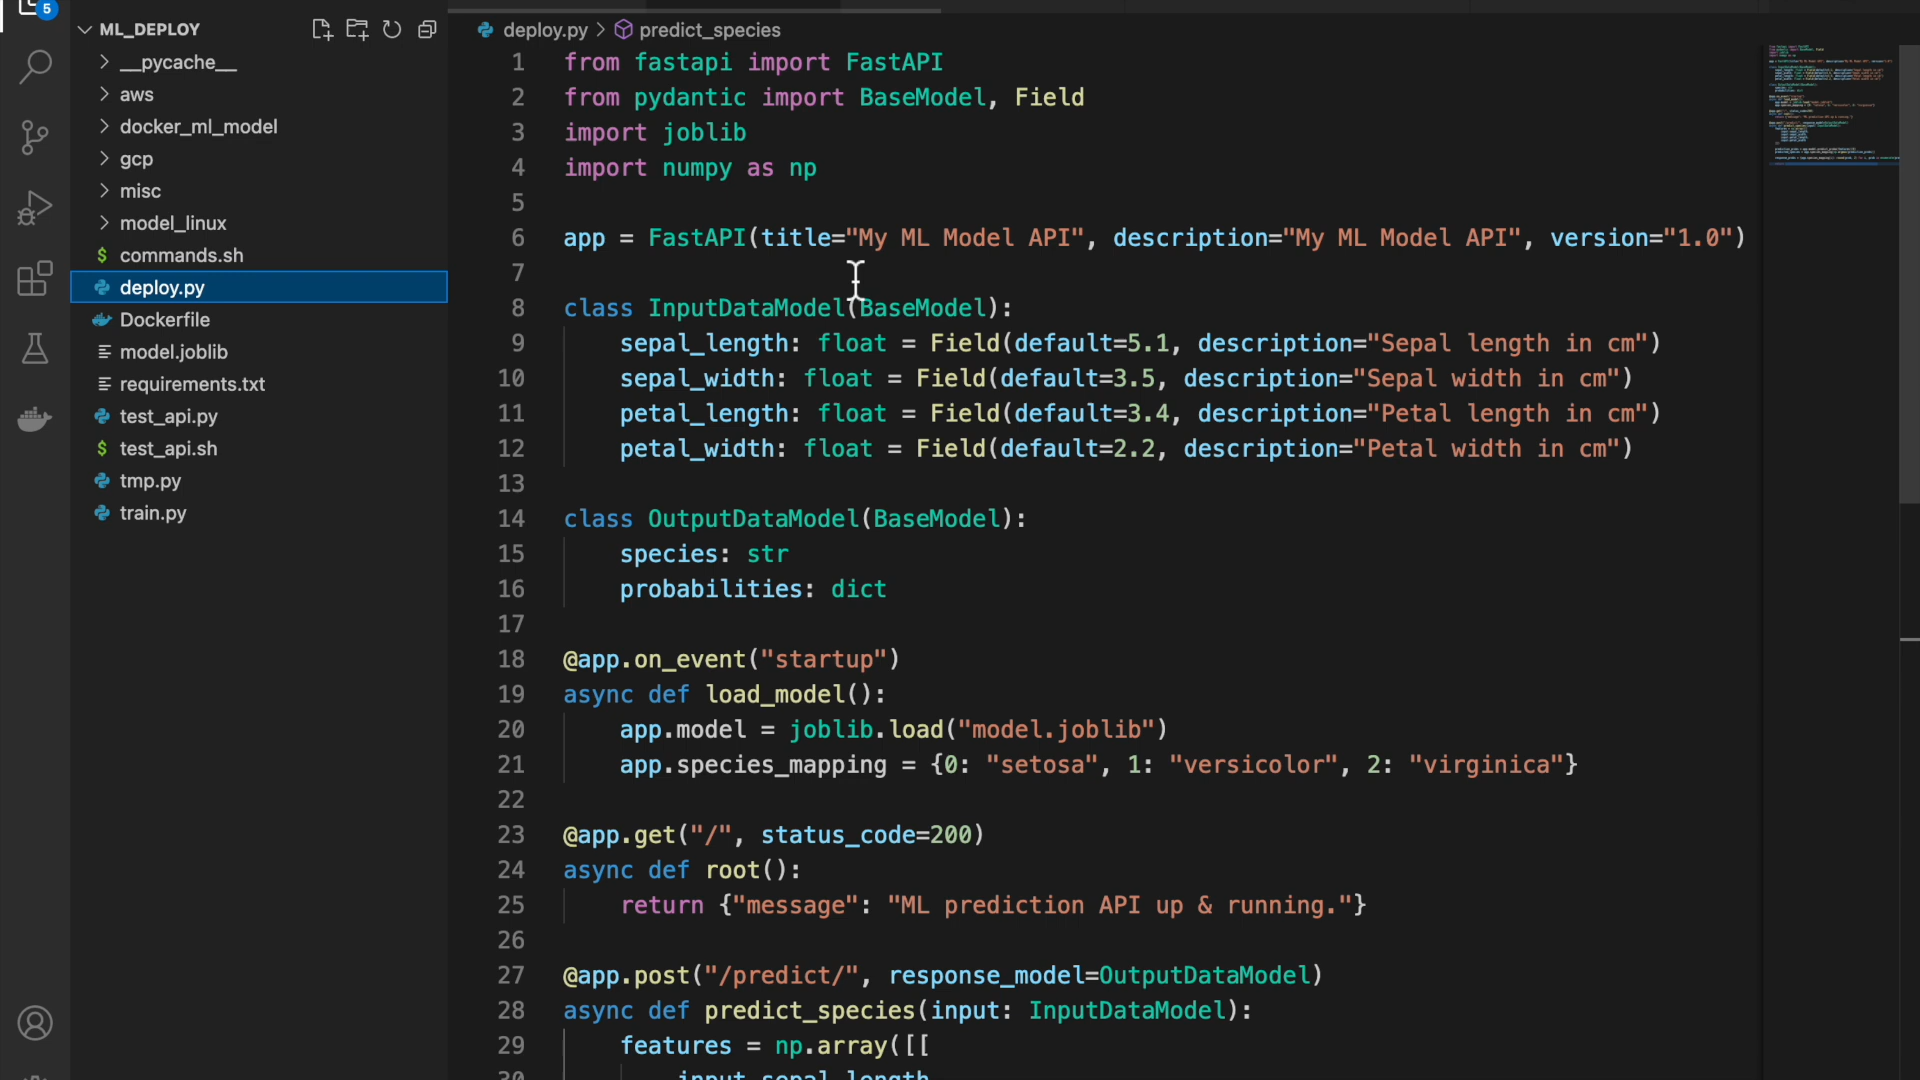 5
ML_DEPLOY
__pycache__
aws
docker_ml_model
gcp
misc
model_linux
$ commands.sh
deploy.py
Dockerfile
model.joblib
requirements.txt
test_api.py
$ test_api.sh
tmp.py
train.py
deploy.py > predict_species
1 from fastapi import FastAPI
2 from pydantic import BaseModel, Field
3 import joblib
4 import numpy as np
5
6 app = FastAPI(title="My ML Model API", description="My ML Model API", version="1.0")
7
8 class InputDataModel(BaseModel):
9 sepal_length: float = Field(default=5.1, description="Sepal length in cm")
10 sepal_width: float = Field(default=3.5, description="Sepal width in cm")
11 petal_length: float = Field(default=3.4, description="Petal length in cm")
12 petal_width: float = Field(default=2.2, description="Petal width in cm")
13
14 class OutputDataModel(BaseModel):
15 species: str
16 probabilities: dict
17
18 @app.on_event("startup")
19 async def load_model():
20 app.model = joblib.load("model.joblib")
21 app.species_mapping = {0: "setosa", 1: "versicolor", 2: "virginica"}
22
23 @app.get("/", status_code=200)
24 async def root():
25 return {"message": "ML prediction API up & running."}
26
27 @app.post("/predict/", response_model=OutputDataModel)
28 async def predict_species(input: InputDataModel):
29 features = np.array([[
30 input.sepal_length